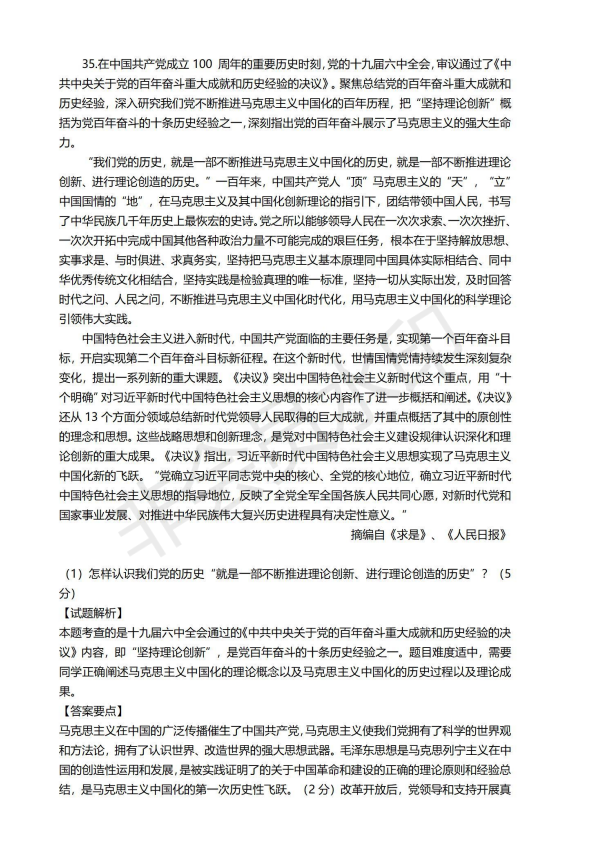 35.在中国共产党成立 100 周年的重要历史时刻,党的十九届六中全会,审议通过了《中
共中央关于党的百年奋斗重大成就和历史经验的决议》。聚焦总结党的百年奋斗重大成就和
历史经验，深入研究我们党不断推进马克思主义中国化的百年历程，把“坚持理论创新”概
括为党百年奋斗的十条历史经验之一,深刻指出党的百年奋斗展示了马克思主义的强大生命
力。
“我们党的历史，就是一部不断推进马克思主义中国化的历史，就是一部不断推进理论
创新、进行理论创造的历史。”一百年来，中国共产党人“顶”马克思主义的“天”，“立”
中国国情的“地”，在马克思主义及其中国化创新理论的指引下，团结带领中国人民，书写
了中华民族几千年历史上最恢宏的史诗。党之所以能够领导人民在一次次求索、一次次挫折、
一次次开拓中完成中国其他各种政治力量不可能完成的艰巨任务，根本在于坚持解放思想、
实事求是、与时俱进、求真务实，坚持把马克思主义基本原理同中国具体实际相结合、同中
华优秀传统文化相结合，坚持实践是检验真理的唯一标准，坚持一切从实际出发，及时回答
时代之问、人民之问，不断推进马克思主义中国化时代化，用马克思主义中国化的科学理论
引领伟大实践。
中国特色社会主义进入新时代，中国共产党面临的主要任务是，实现第一个百年奋斗目
标，开启实现第二个百年奋斗目标新征程。在这个新时代，世情国情党情持续发生深刻复杂
变化，提出一系列新的重大课题。《决议》突出中国特色社会主义新时代这个重点，用“十
个明确”对习近平新时代中国特色社会主义思想的核心内容作了进一步概括和阐述。《决议》
还从 13 个方面分领域总结新时代党领导人民取得的巨大成就，并重点概括了其中的原创性
的理念和思想。这些战略思想和创新理念，是党对中国特色社会主义建设规律认识深化和理
论创新的重大成果。《决议》指出，习近平新时代中国特色社会主义思想实现了马克思主义
中国化新的飞跃。“党确立习近平同志党中央的核心、全党的核心地位，确立习近平新时代
中国特色社会主义思想的指导地位，反映了全党全军全国各族人民共同心愿，对新时代党和
国家事业发展、对推进中华民族伟大复兴历史进程具有决定性意义。”
摘编自《求是》、《人民日报》
（1）怎样认识我们党的历史“就是一部不断推进理论创新、进行理论创造的历史”？（5
分）
【试题解析】
本题考查的是十九届六中全会通过的《中共中央关于党的百年奋斗重大成就和历史经验的决
议》内容，即“坚持理论创新”，是党百年奋斗的十条历史经验之一。题目难度适中，需要
同学正确阐述马克思主义中国化的理论概念以及马克思主义中国化的历史过程以及理论成
果。
【答案要点】
马克思主义在中国的广泛传播催生了中国共产党，马克思主义使我们党拥有了科学的世界观
和方法论，拥有了认识世界、改造世界的强大思想武器。毛泽东思想是马克思列宁主义在中
国的创造性运用和发展,是被实践证明了的关于中国革命和建设的正确的理论原则和经验总
结，是马克思主义中国化的第一次历史性飞跃。（2 分）改革开放后，党领导和支持开展真
非会员水印